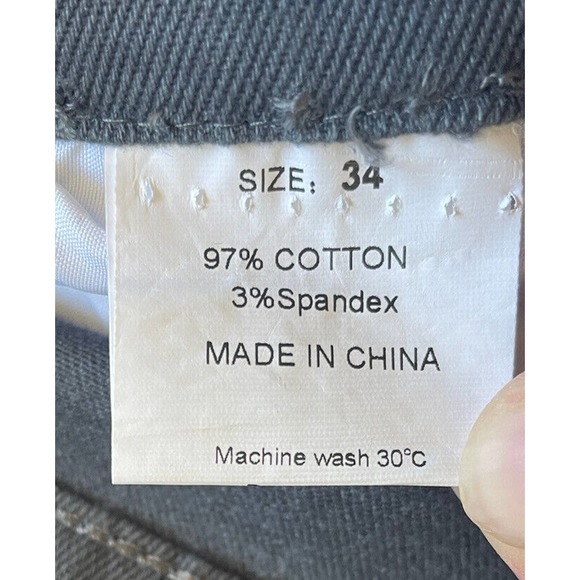 SIZE: 34
97% COTTON
3%Spandex
MADE IN CHINA
Machine wash 30°C